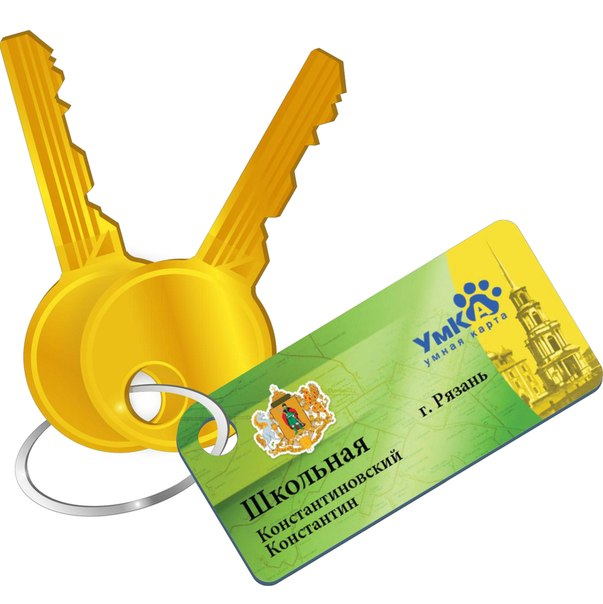 УмКА
умная карта
г. Рязань
Школьная
Константиновский
Константин